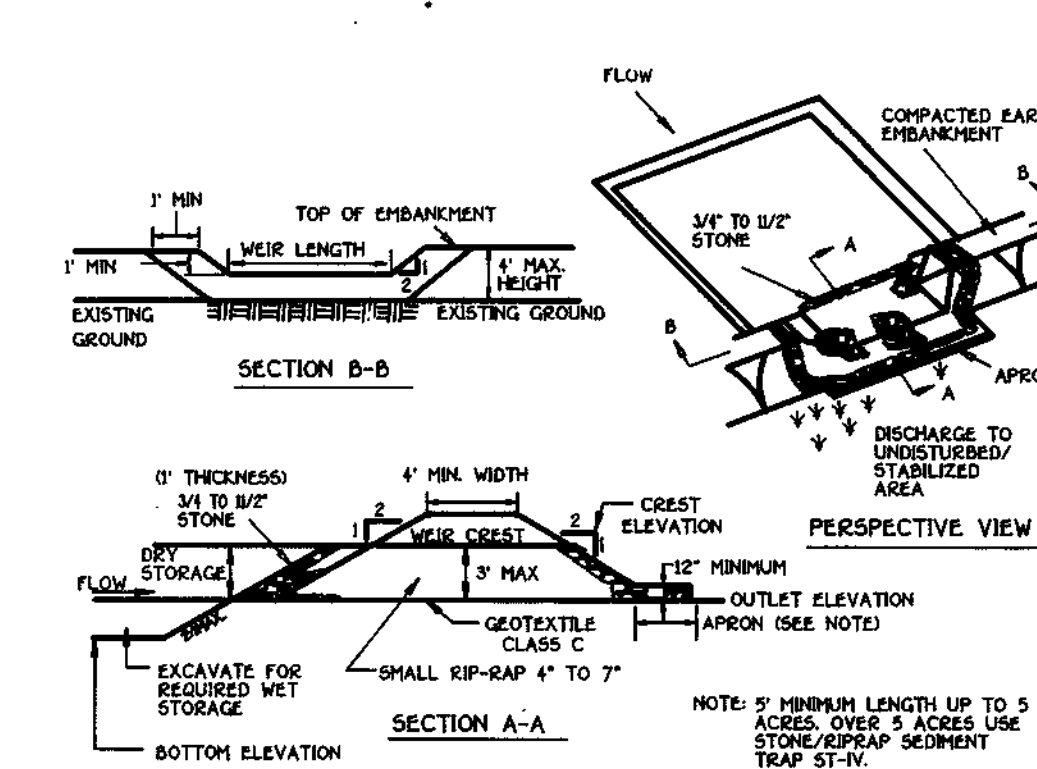 FLOW
COMPACTED EAR
EMBANKMENT
B
3/4" TO 11/2"
STONE
A
B
A
APRO
DISCHARGE TO
UNDISTURBED/
STABILIZED
AREA
PERSPECTIVE VIEW
1' MIN
TOP OF EMBANKMENT
WEIR LENGTH
1' MIN
1
2
4' MAX.
HEIGHT
EXISTING
GROUND
EXISTING GROUND
SECTION B-B
(1' THICKNESS)
3/4 TO 11/2"
STONE
4' MIN. WIDTH
2
1
WEIR CREST
2
1
CREST
ELEVATION
DRY
STORAGE
3' MAX
12" MINIMUM
FLOW
OUTLET ELEVATION
APRON (SEE NOTE)
GEOTEXTILE
CLASS C
SMALL RIP-RAP 4" TO 7"
EXCAVATE FOR
REQUIRED WET
STORAGE
BOTTOM ELEVATION
SECTION A-A
NOTE: 5' MINIMUM LENGTH UP TO 5
ACRES. OVER 5 ACRES USE
STONE/RIPRAP SEDIMENT
TRAP ST-IV.